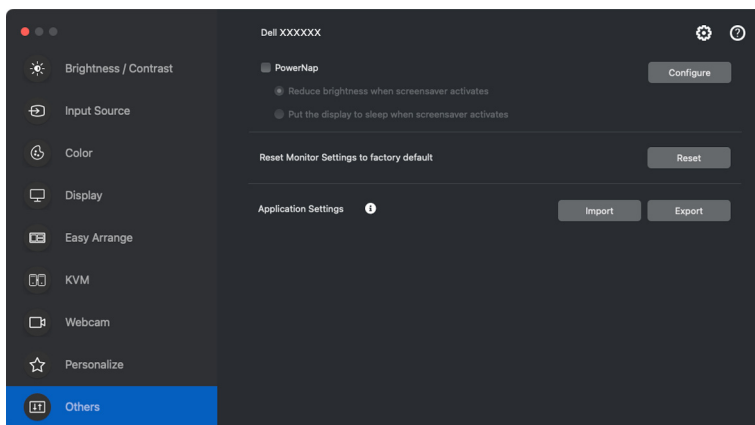 Dell XXXXXX
Brightness / Contrast
Input Source
Color
Display
Easy Arrange
KVM
Webcam
Personalize
Others
PowerNap
Configure
Reduce brightness when screensaver activates
Put the display to sleep when screensaver activates
Reset Monitor Settings to factory default
Reset
Application Settings
Import
Export